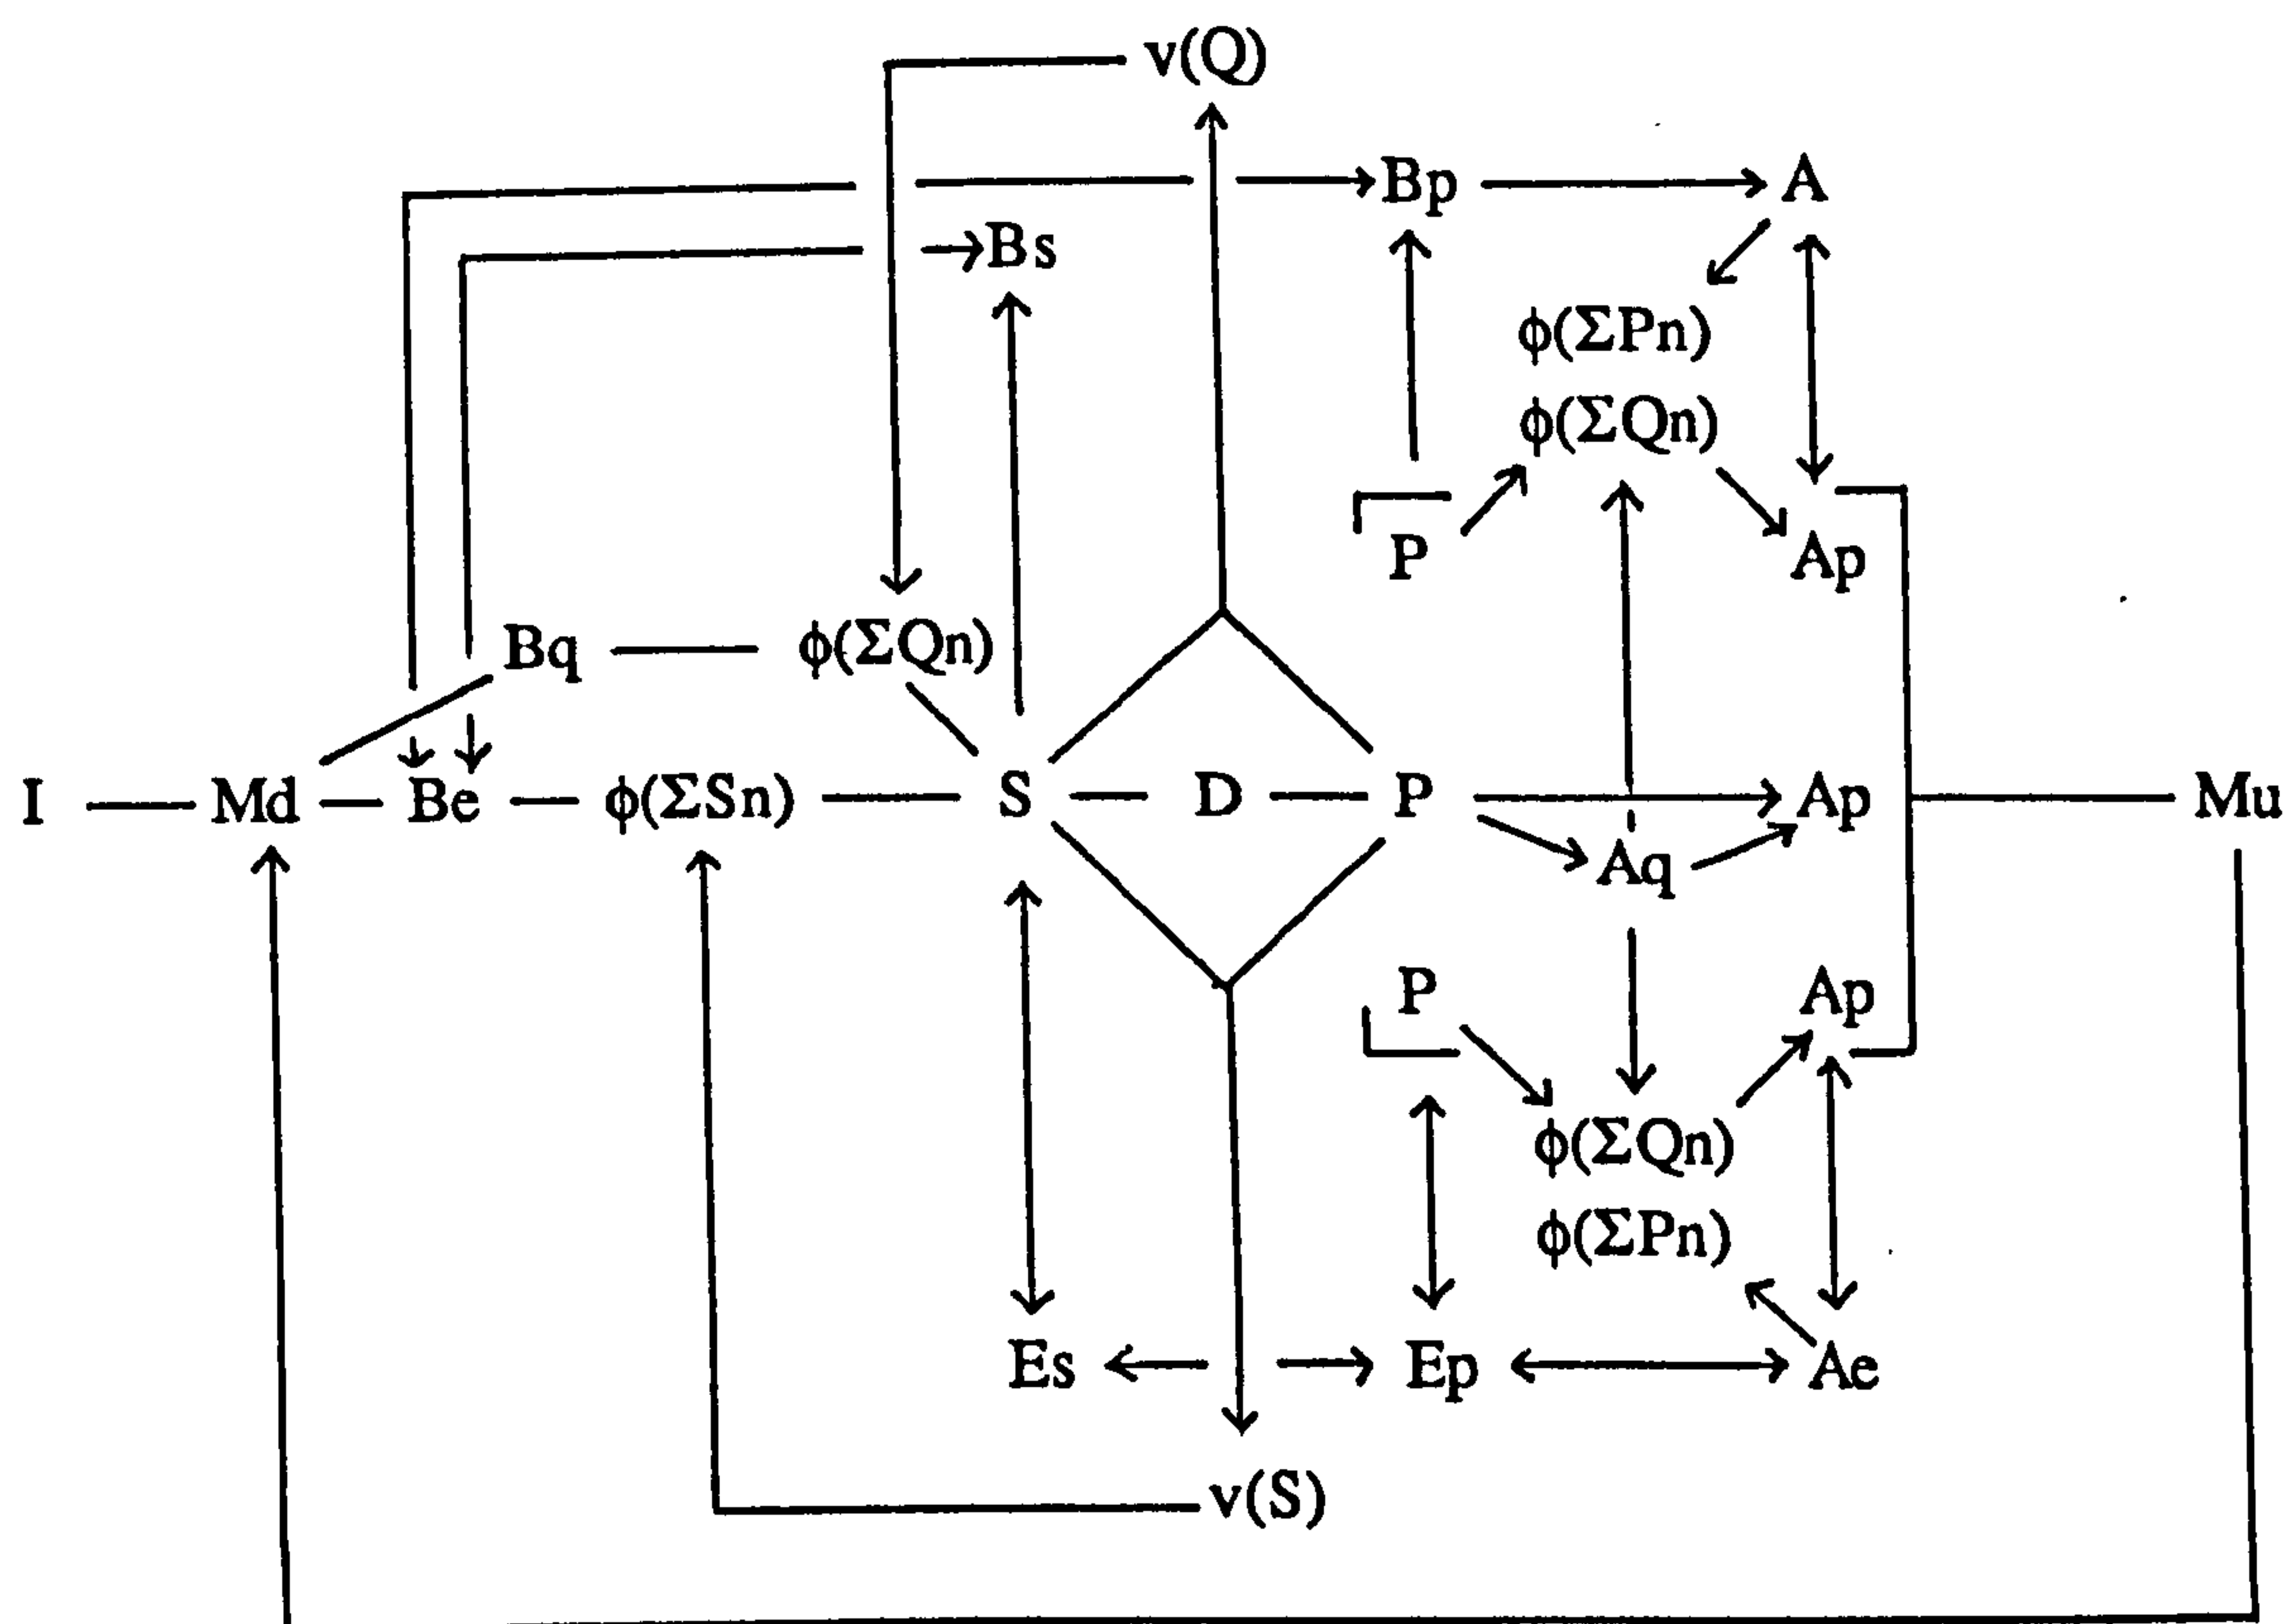 v(Q)
Bp
A
Bs
φ(ΣPn)
φ(ΣQn)
P
Ap
Bq
φ(ΣQn)
I
Md
Be
φ(ΣSn)
S
D
P
Ap
Mu
Aq
P
Ap
φ(ΣQn)
φ(ΣPn)
Es
Ep
Ae
v(S)